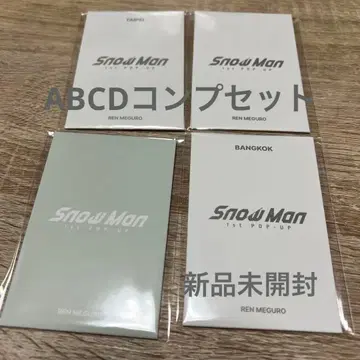 TAIPEI
Snow Man
1st POP-UP
REN MEGURO
Snow Man
1st POP-UP
REN MEGURO
ABCDコンプセット
Snow Man
1st POP-UP
REN MEGURO
BANGKOK
Snow Man
1st POP-UP
新品未開封
REN MEGURO